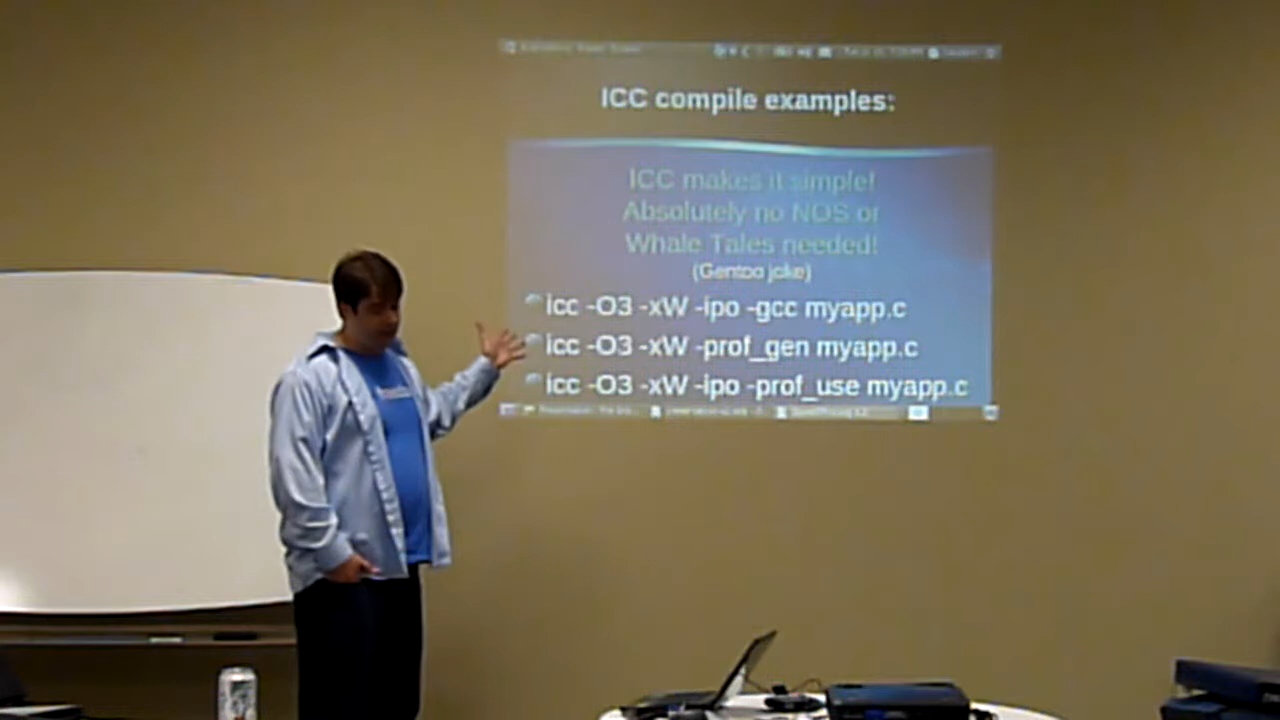 ICC compile examples:
ICC makes it simple!
Absolutely no NOS or
Whale Tales needed!
(Gentoo joke)
icc -O3 -xW -ipo -gcc myapp.c
icc -O3 -xW -prof_gen myapp.c
icc -O3 -xW -ipo -prof_use myapp.c